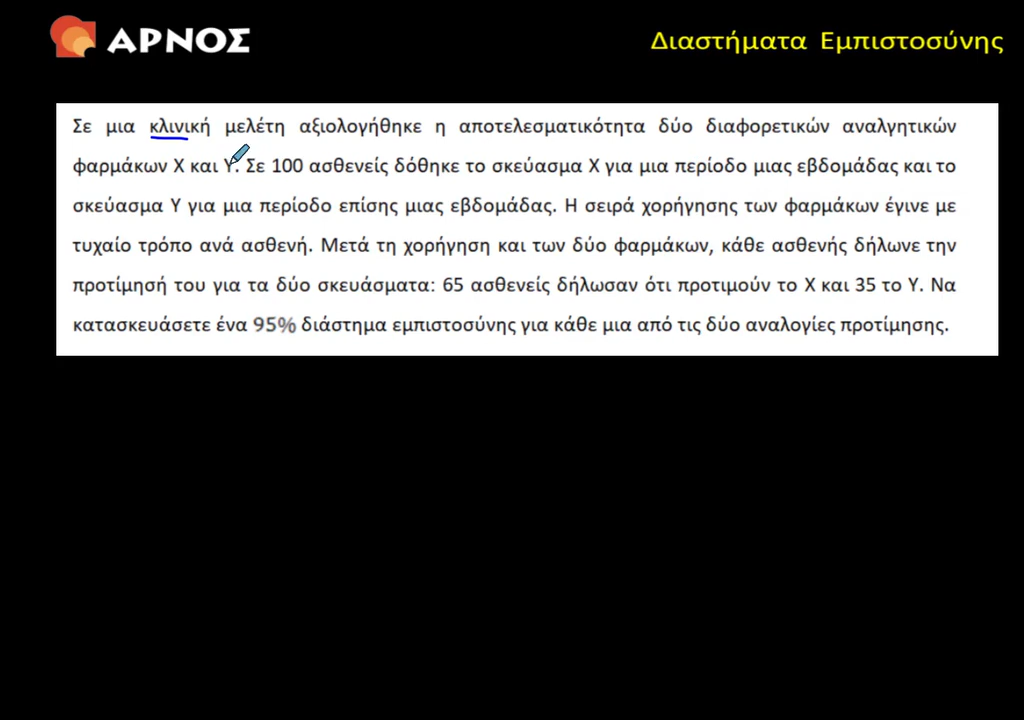 ΑΡΝΟΣ
Διαστήματα Εμπιστοσύνης
Σε μια κλινική μελέτη αξιολογήθηκε η αποτελεσματικότητα δύο διαφορετικών αναλγητικών
φαρμάκων Χ και Υ. Σε 100 ασθενείς δόθηκε το σκεύασμα Χ για μια περίοδο μιας εβδομάδας και το
σκεύασμα Υ για μια περίοδο επίσης μιας εβδομάδας. Η σειρά χορήγησης των φαρμάκων έγινε με
τυχαίο τρόπο ανά ασθενή. Μετά τη χορήγηση και των δύο φαρμάκων, κάθε ασθενής δήλωνε την
προτίμησή του για τα δύο σκευάσματα: 65 ασθενείς δήλωσαν ότι προτιμούν το Χ και 35 το Υ. Να
κατασκευάσετε ένα 95% διάστημα εμπιστοσύνης για κάθε μια από τις δύο αναλογίες προτίμησης.